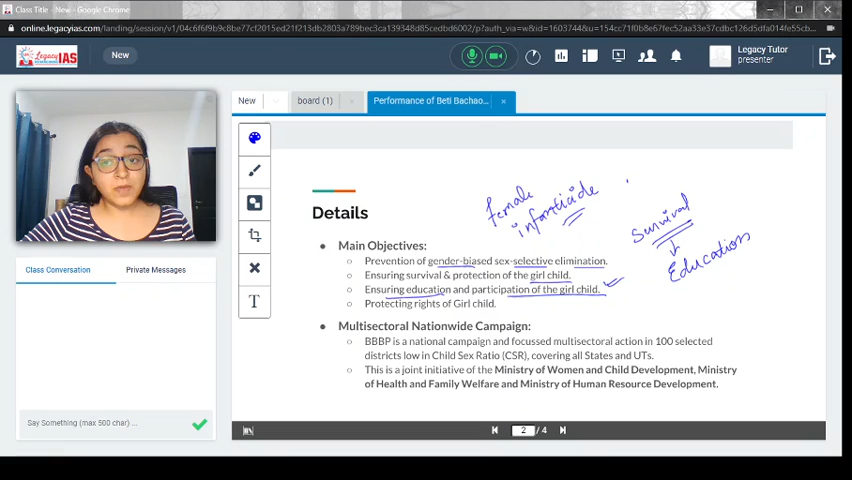 Class Title - New - Google Chrome
online.legacyias.com/landing/session/
Legacy IAS
New
Legacy Tutor
presenter
New
board (1)
Performance of Beti Bachao...
Female
infanticide
Survival
Education
Details
Main Objectives:
Prevention of gender-biased sex-selective elimination.
Ensuring survival & protection of the girl child.
Ensuring education and participation of the girl child.
Protecting rights of Girl child.
Multisectoral Nationwide Campaign:
BBBP is a national campaign and focussed multisectoral action in 100 selected
districts low in Child Sex Ratio (CSR), covering all States and UTs.
This is a joint initiative of the Ministry of Women and Child Development, Ministry
of Health and Family Welfare and Ministry of Human Resource Development.
Class Conversation
Private Messages
Say Something (max 500 char) ...
T
2 / 4